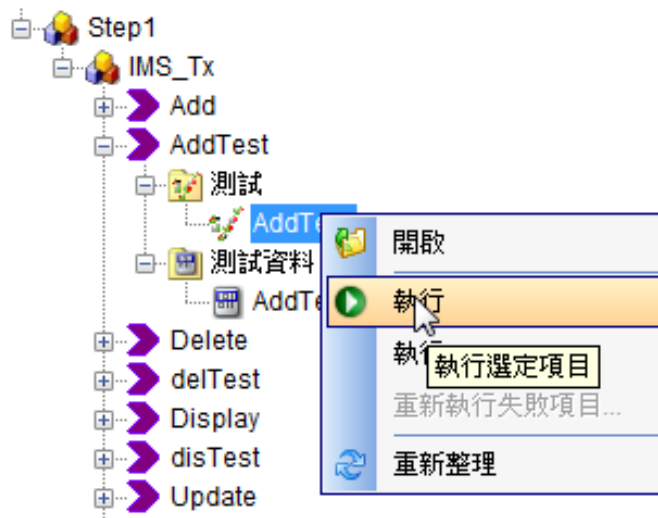 Step1
IMS_Tx
Add
AddTest
測試
AddTe
開啟
測試資料
執行
AddTe
Delete
執行
執行選定項目
delTest
重新執行失敗項目...
Display
disTest
重新整理
Update